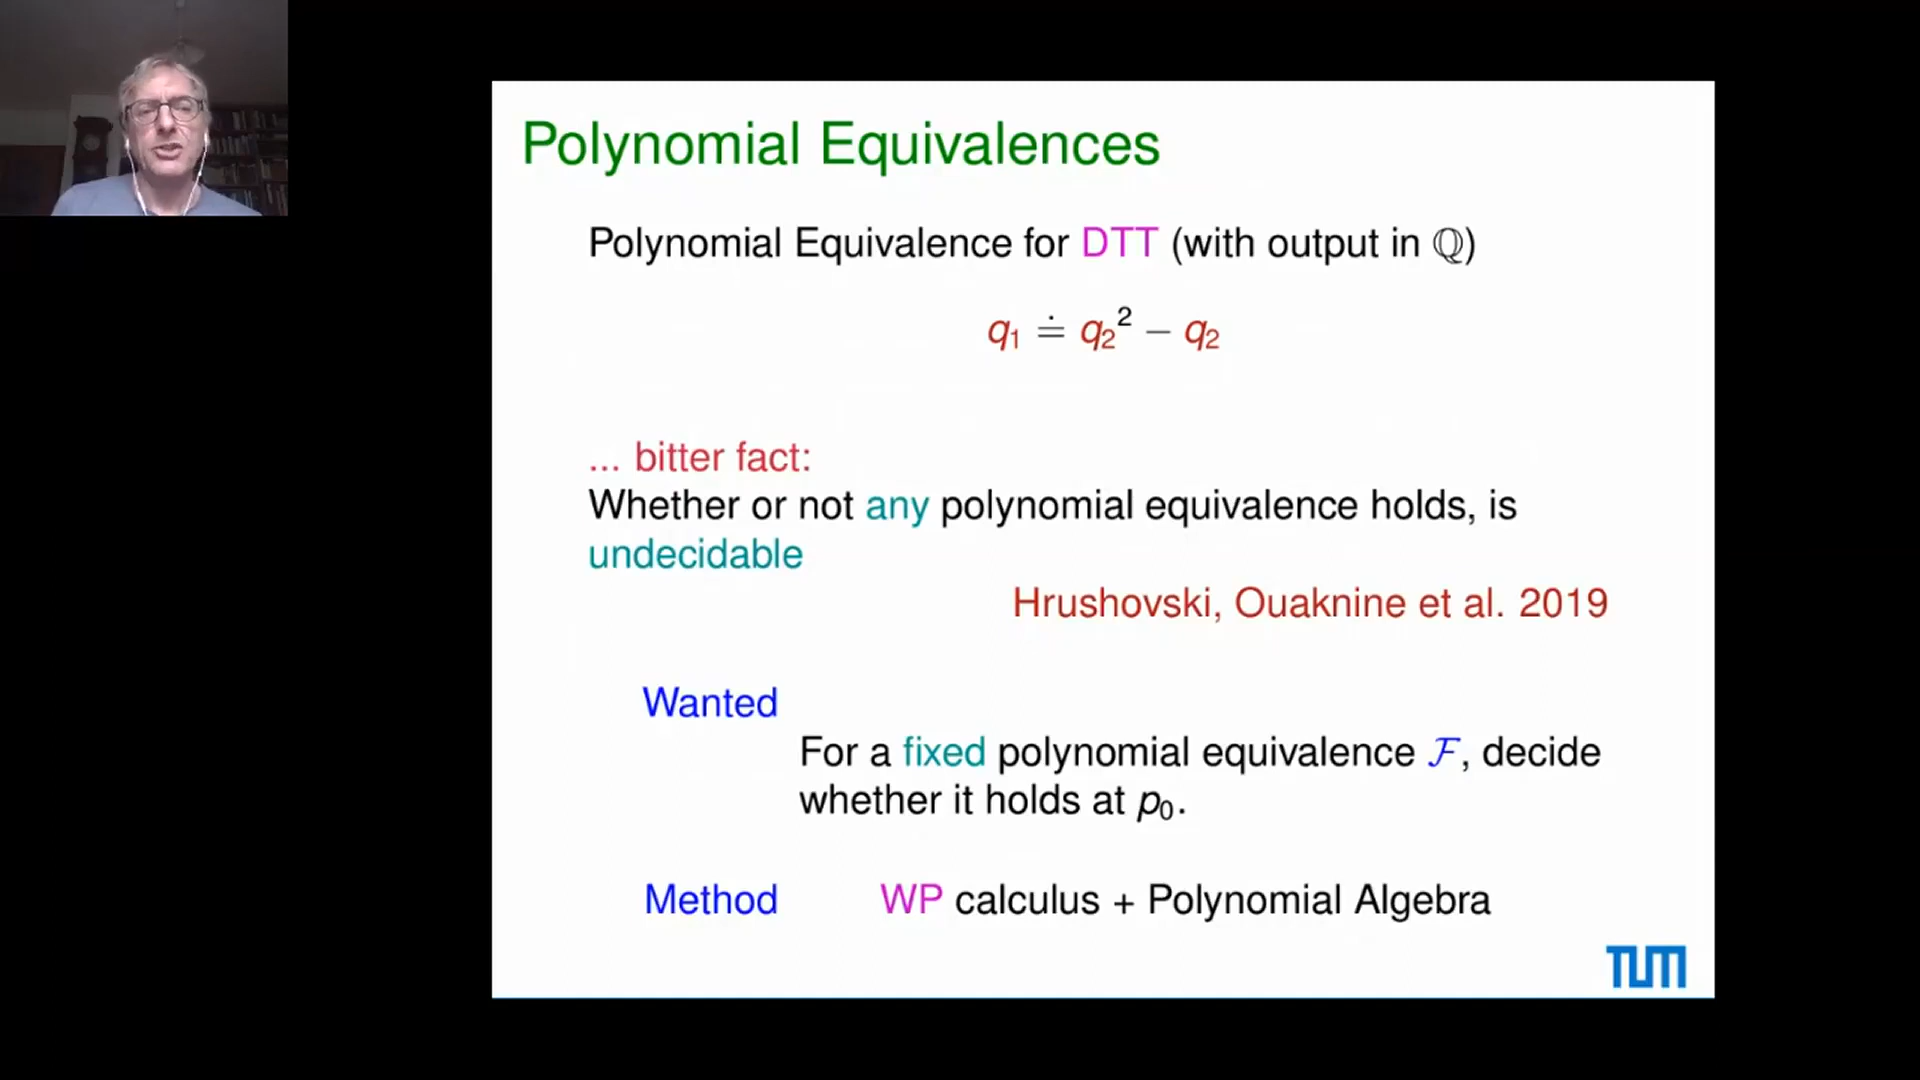 Polynomial Equivalences
Polynomial Equivalence for DTT (with output in ℚ)
q₁ ≐ q₂² − q₂
... bitter fact:
Whether or not any polynomial equivalence holds, is
undecidable
Hrushovski, Ouaknine et al. 2019
Wanted
For a fixed polynomial equivalence ℱ, decide
whether it holds at p₀.
Method WP calculus + Polynomial Algebra
TUM